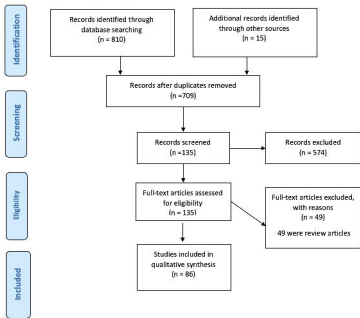 Identification
Records identified through
database searching
(n = 810)
Additional records identified
through other sources
(n = 15)
Records after duplicates removed
(n =709)
Screening
Records screened
(n =135)
Records excluded
(n = 574)
Eligibility
Full-text articles assessed
for eligibility
(n = 135)
Full-text articles excluded,
with reasons
(n = 49)
49 were review articles
Included
Studies included in
qualitative synthesis
(n = 86)